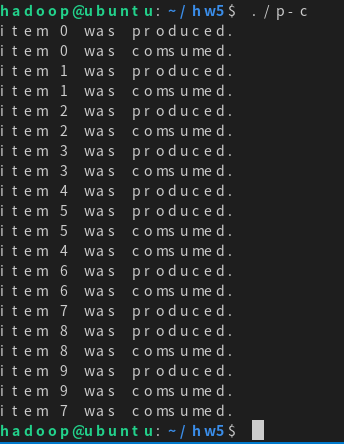 hadoop@ubuntu:~/hw5$ ./p-c
item 0 was produced.
item 0 was comsumed.
item 1 was produced.
item 1 was comsumed.
item 2 was produced.
item 2 was comsumed.
item 3 was produced.
item 3 was comsumed.
item 4 was produced.
item 5 was produced.
item 5 was comsumed.
item 4 was comsumed.
item 6 was produced.
item 6 was comsumed.
item 7 was produced.
item 8 was produced.
item 8 was comsumed.
item 9 was produced.
item 9 was comsumed.
item 7 was comsumed.
hadoop@ubuntu:~/hw5$